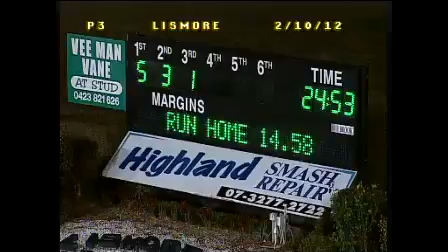 P3 LISMORE 2/10/12
VEE MAN
VANE
AT STUD
0423 821 626
1ST 2ND 3RD 4TH 5TH 6TH
5 3 1
TIME
24:53
MARGINS
RUN HOME 14.58
Highland
SMASH
REPAIR
07-3277-2722